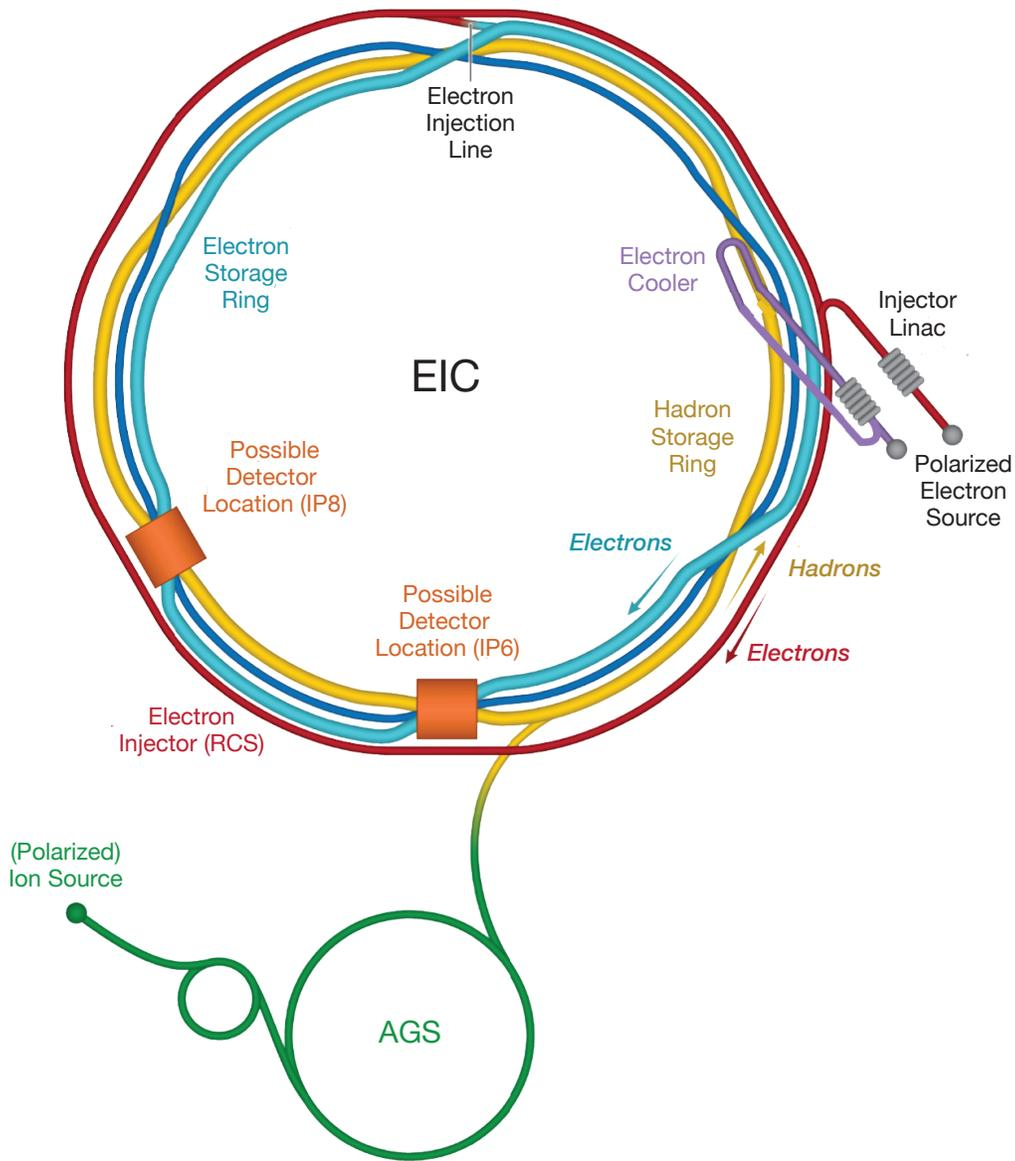 Electron
Injection
Line
Electron
Storage
Ring
Electron
Cooler
Injector
Linac
EIC
Hadron
Storage
Ring
Possible
Detector
Location (IP8)
Polarized
Electron
Source
Electrons
Hadrons
Possible
Detector
Location (IP6)
Electrons
Electron
Injector (RCS)
(Polarized)
Ion Source
AGS